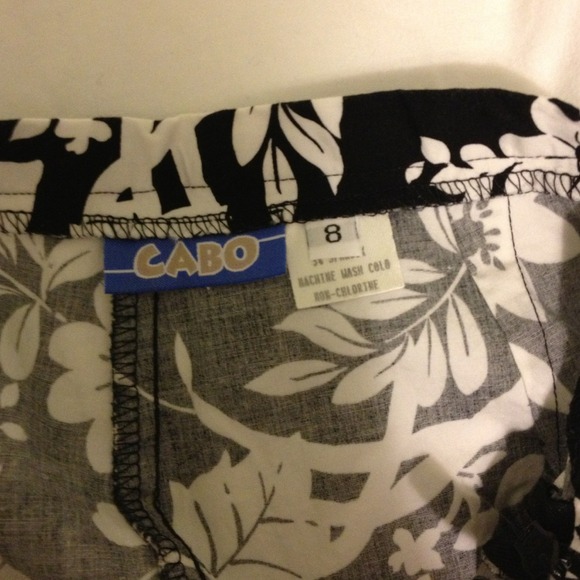 CABO
8
MACHINE WASH COLD
NON-CHLORINE